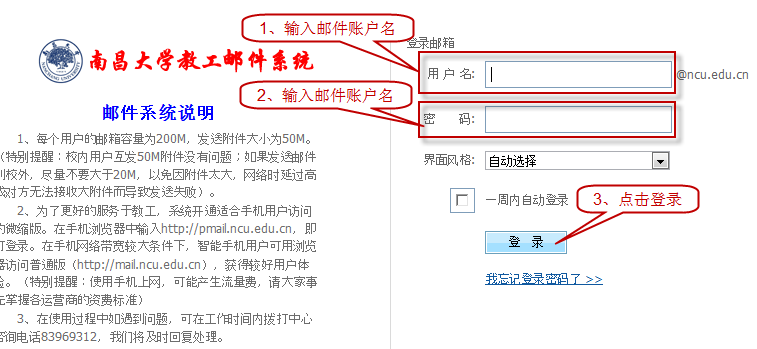 南昌大学教工邮件系统
邮件系统说明
1、每个用户的邮箱容量为200M，发送附件大小为50M。
（特别提醒：校内用户互发50M附件没有问题；如果发送邮件
到校外，尽量不要大于20M，以免因附件太大，网络时延过高
或对方无法接收大附件而导致发送失败）。
2、为了更好的服务于教工，系统开通适合手机用户访问
的微缩版。在手机浏览器中输入http://pmail.ncu.edu.cn，即
可登录。在手机网络带宽较大条件下，智能手机用户可用浏览
器访问普通版（http://mail.ncu.edu.cn），获得较好用户体
验。（特别提醒：使用手机上网，可能产生流量费，请大家事
先掌握各运营商的资费标准）
3、在使用过程中如遇到问题，可在工作时间内拨打中心
咨询电话83969312，我们将及时回复处理。
1、输入邮件账户名
登录邮箱
用 户 名:
@ncu.edu.cn
2、输入邮件账户名
密 码:
界面风格:
自动选择
一周内自动登录
3、点击登录
登 录
我忘记登录密码了 >>